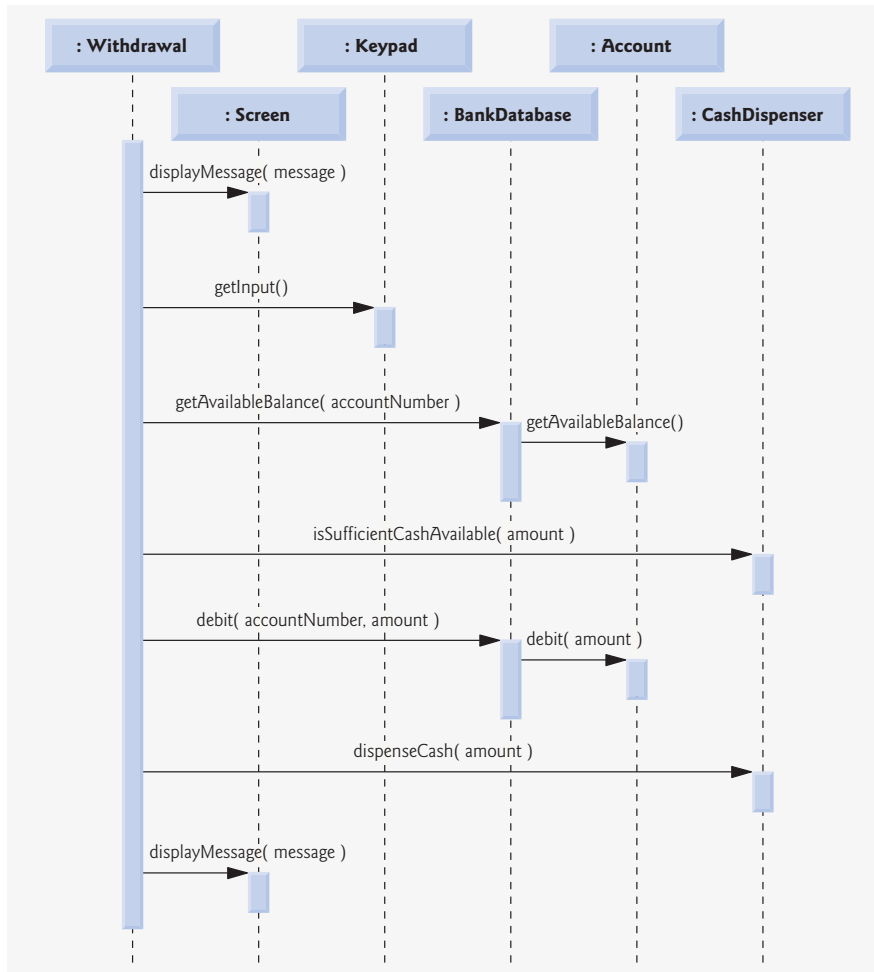 : Withdrawal
: Keypad
: Account
: Screen
: BankDatabase
: CashDispenser
displayMessage( message )
getInput()
getAvailableBalance( accountNumber )
getAvailableBalance()
isSufficientCashAvailable( amount )
debit( accountNumber, amount )
debit( amount )
dispenseCash( amount )
displayMessage( message )